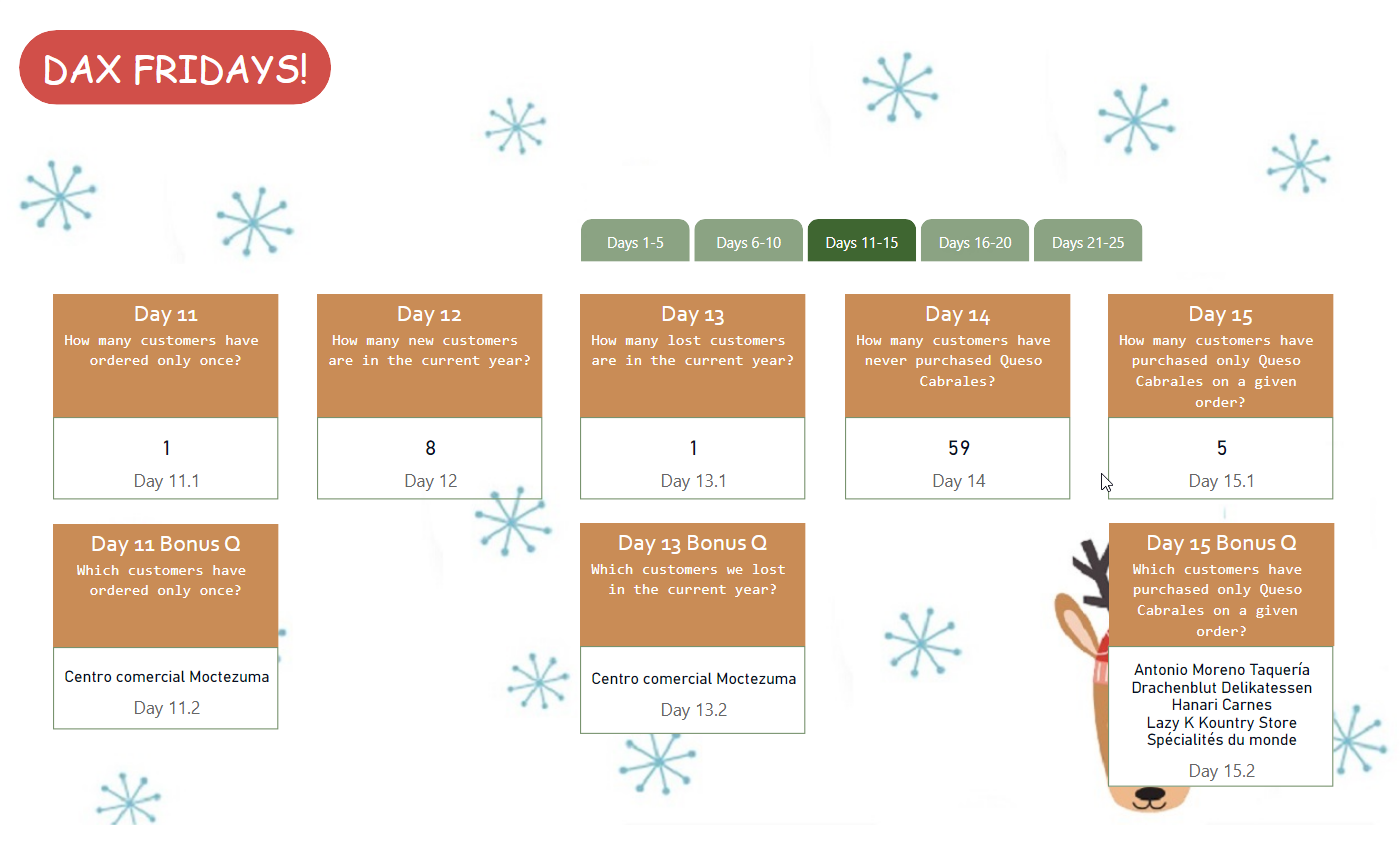 DAX FRIDAYS!
Days 1-5
Days 6-10
Days 11-15
Days 16-20
Days 21-25
Day 11
How many customers have
ordered only once?
1
Day 11.1
Day 12
How many new customers
are in the current year?
8
Day 12
Day 13
How many lost customers
are in the current year?
1
Day 13.1
Day 14
How many customers have
never purchased Queso
Cabrales?
59
Day 14
Day 15
How many customers have
purchased only Queso
Cabrales on a given
order?
5
Day 15.1
Day 11 Bonus Q
Which customers have
ordered only once?
Centro comercial Moctezuma
Day 11.2
Day 13 Bonus Q
Which customers we lost
in the current year?
Centro comercial Moctezuma
Day 13.2
Day 15 Bonus Q
Which customers have
purchased only Queso
Cabrales on a given
order?
Antonio Moreno Taquería
Drachenblut Delikatessen
Hanari Carnes
Lazy K Kountry Store
Spécialités du monde
Day 15.2